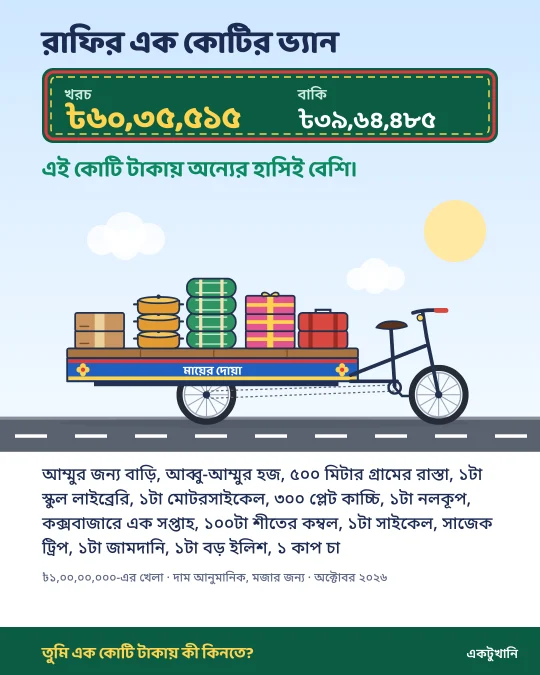 রাফির এক কোটির ভ্যান
খরচ
৳৬০,৩৫,৫১৫
বাকি
৳৩৯,৬৪,৪৮৫
এই কোটি টাকায় অন্যের হাসিই বেশি।
মায়ের দোয়া
আম্মুর জন্য বাড়ি, আব্বু-আম্মুর হজ, ৫০০ মিটার গ্রামের রাস্তা, ১টা
স্কুল লাইব্রেরি, ১টা মোটরসাইকেল, ৩০০ প্লেট কাচ্চি, ১টা নলকূপ,
কক্সবাজারে এক সপ্তাহ, ১০০টা শীতের কম্বল, ১টা সাইকেল, সাজেক
ট্রিপ, ১টা জামদানি, ১টা বড় ইলিশ, ১ কাপ চা
৳১,০০,০০,০০০-এর খেলা · দাম আনুমানিক, মজার জন্য · অক্টোবর ২০২৬
তুমি এক কোটি টাকায় কী কিনতে?
একটুখানি